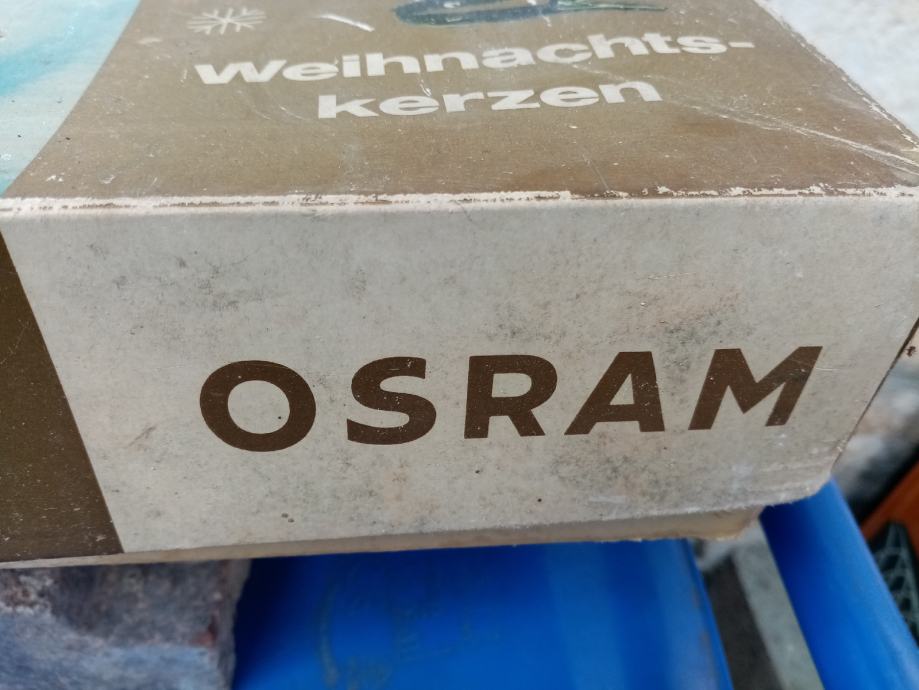 Weihnachts-
kerzen
OSRAM